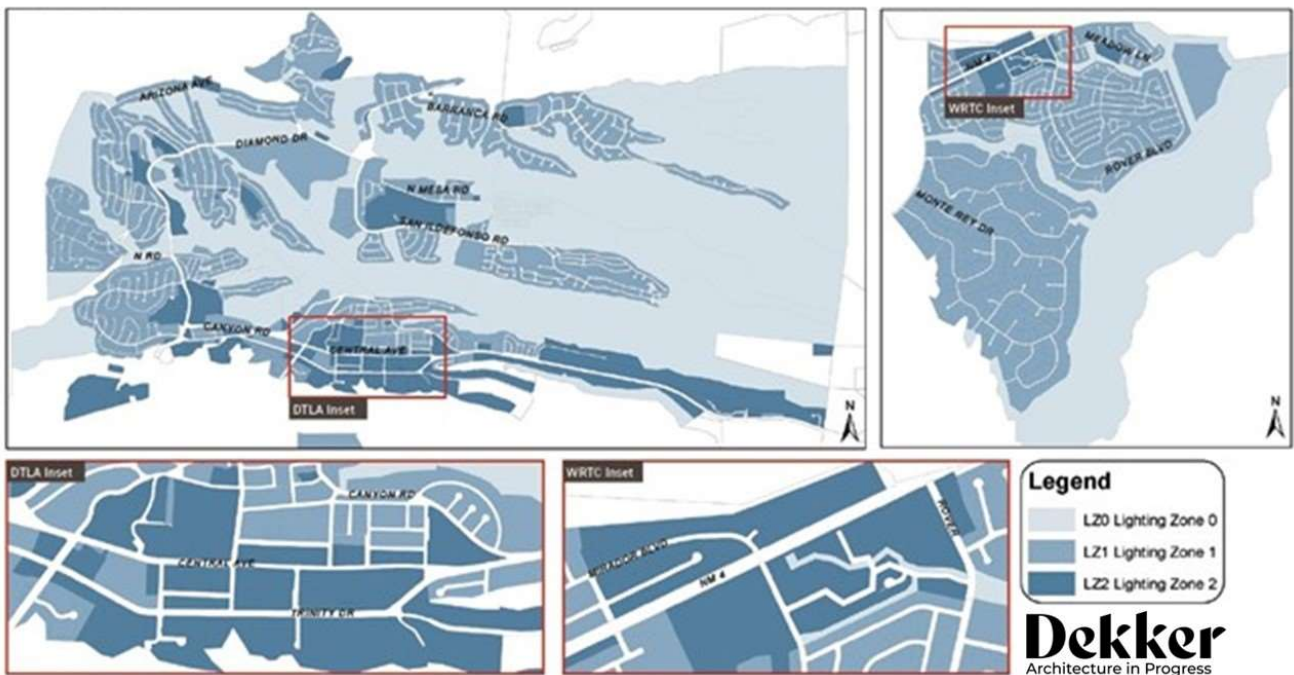 ARIZONA AVE
BARRANCA RD
DIAMOND DR
N MESA RD
SAN ILDEFONSO RD
N RD
CANYON RD
CENTRAL AVE
DTLA Inset
N
MEADOW LN
NM 4
WRTC Inset
ROVER BLVD
MONTE REY DR
N
DTLA Inset
CANYON RD
CENTRAL AVE
TRINITY DR
WRTC Inset
ROVER
MIRADOR BLVD
NM 4
Legend
LZ0 Lighting Zone 0
LZ1 Lighting Zone 1
LZ2 Lighting Zone 2
Dekker
Architecture in Progress